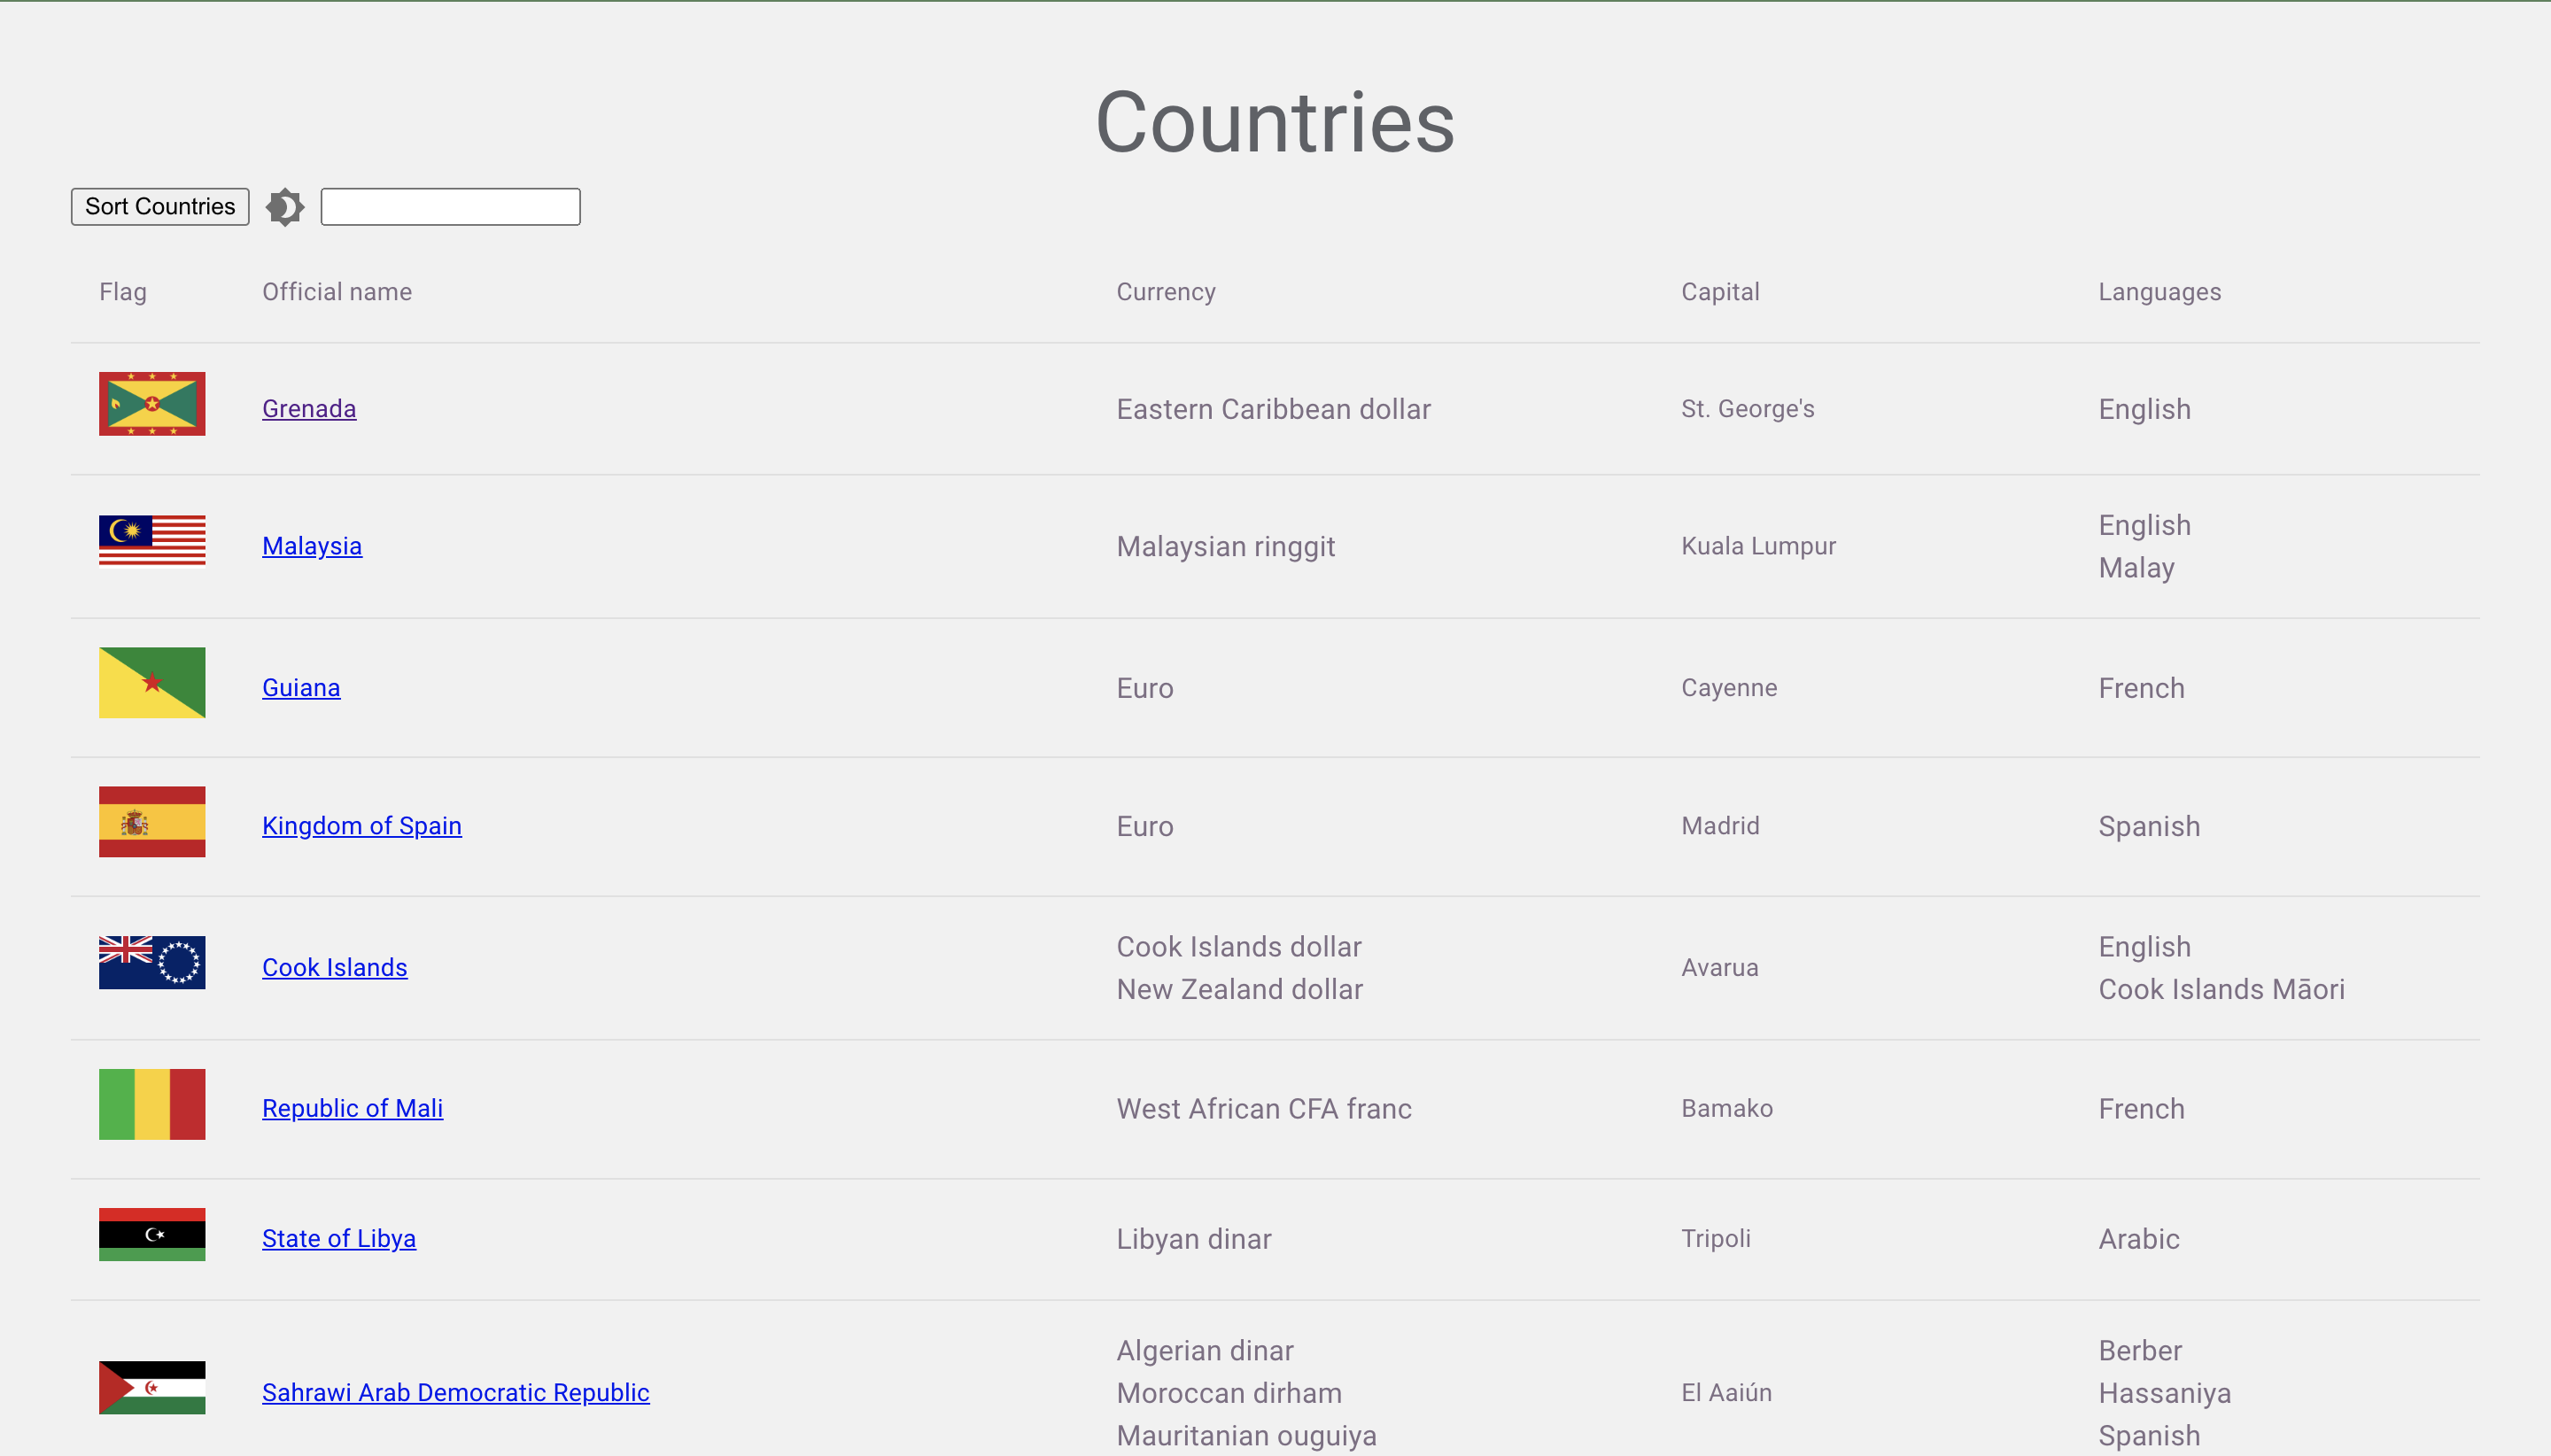 Countries
Sort Countries
Flag Official name Currency Capital Languages
Grenada Eastern Caribbean dollar St. George's English
Malaysia Malaysian ringgit Kuala Lumpur English
Malay
Guiana Euro Cayenne French
Kingdom of Spain Euro Madrid Spanish
Cook Islands Cook Islands dollar
New Zealand dollar Avarua English
Cook Islands Māori
Republic of Mali West African CFA franc Bamako French
State of Libya Libyan dinar Tripoli Arabic
Sahrawi Arab Democratic Republic Algerian dinar
Moroccan dirham
Mauritanian ouguiya El Aaiún Berber
Hassaniya
Spanish